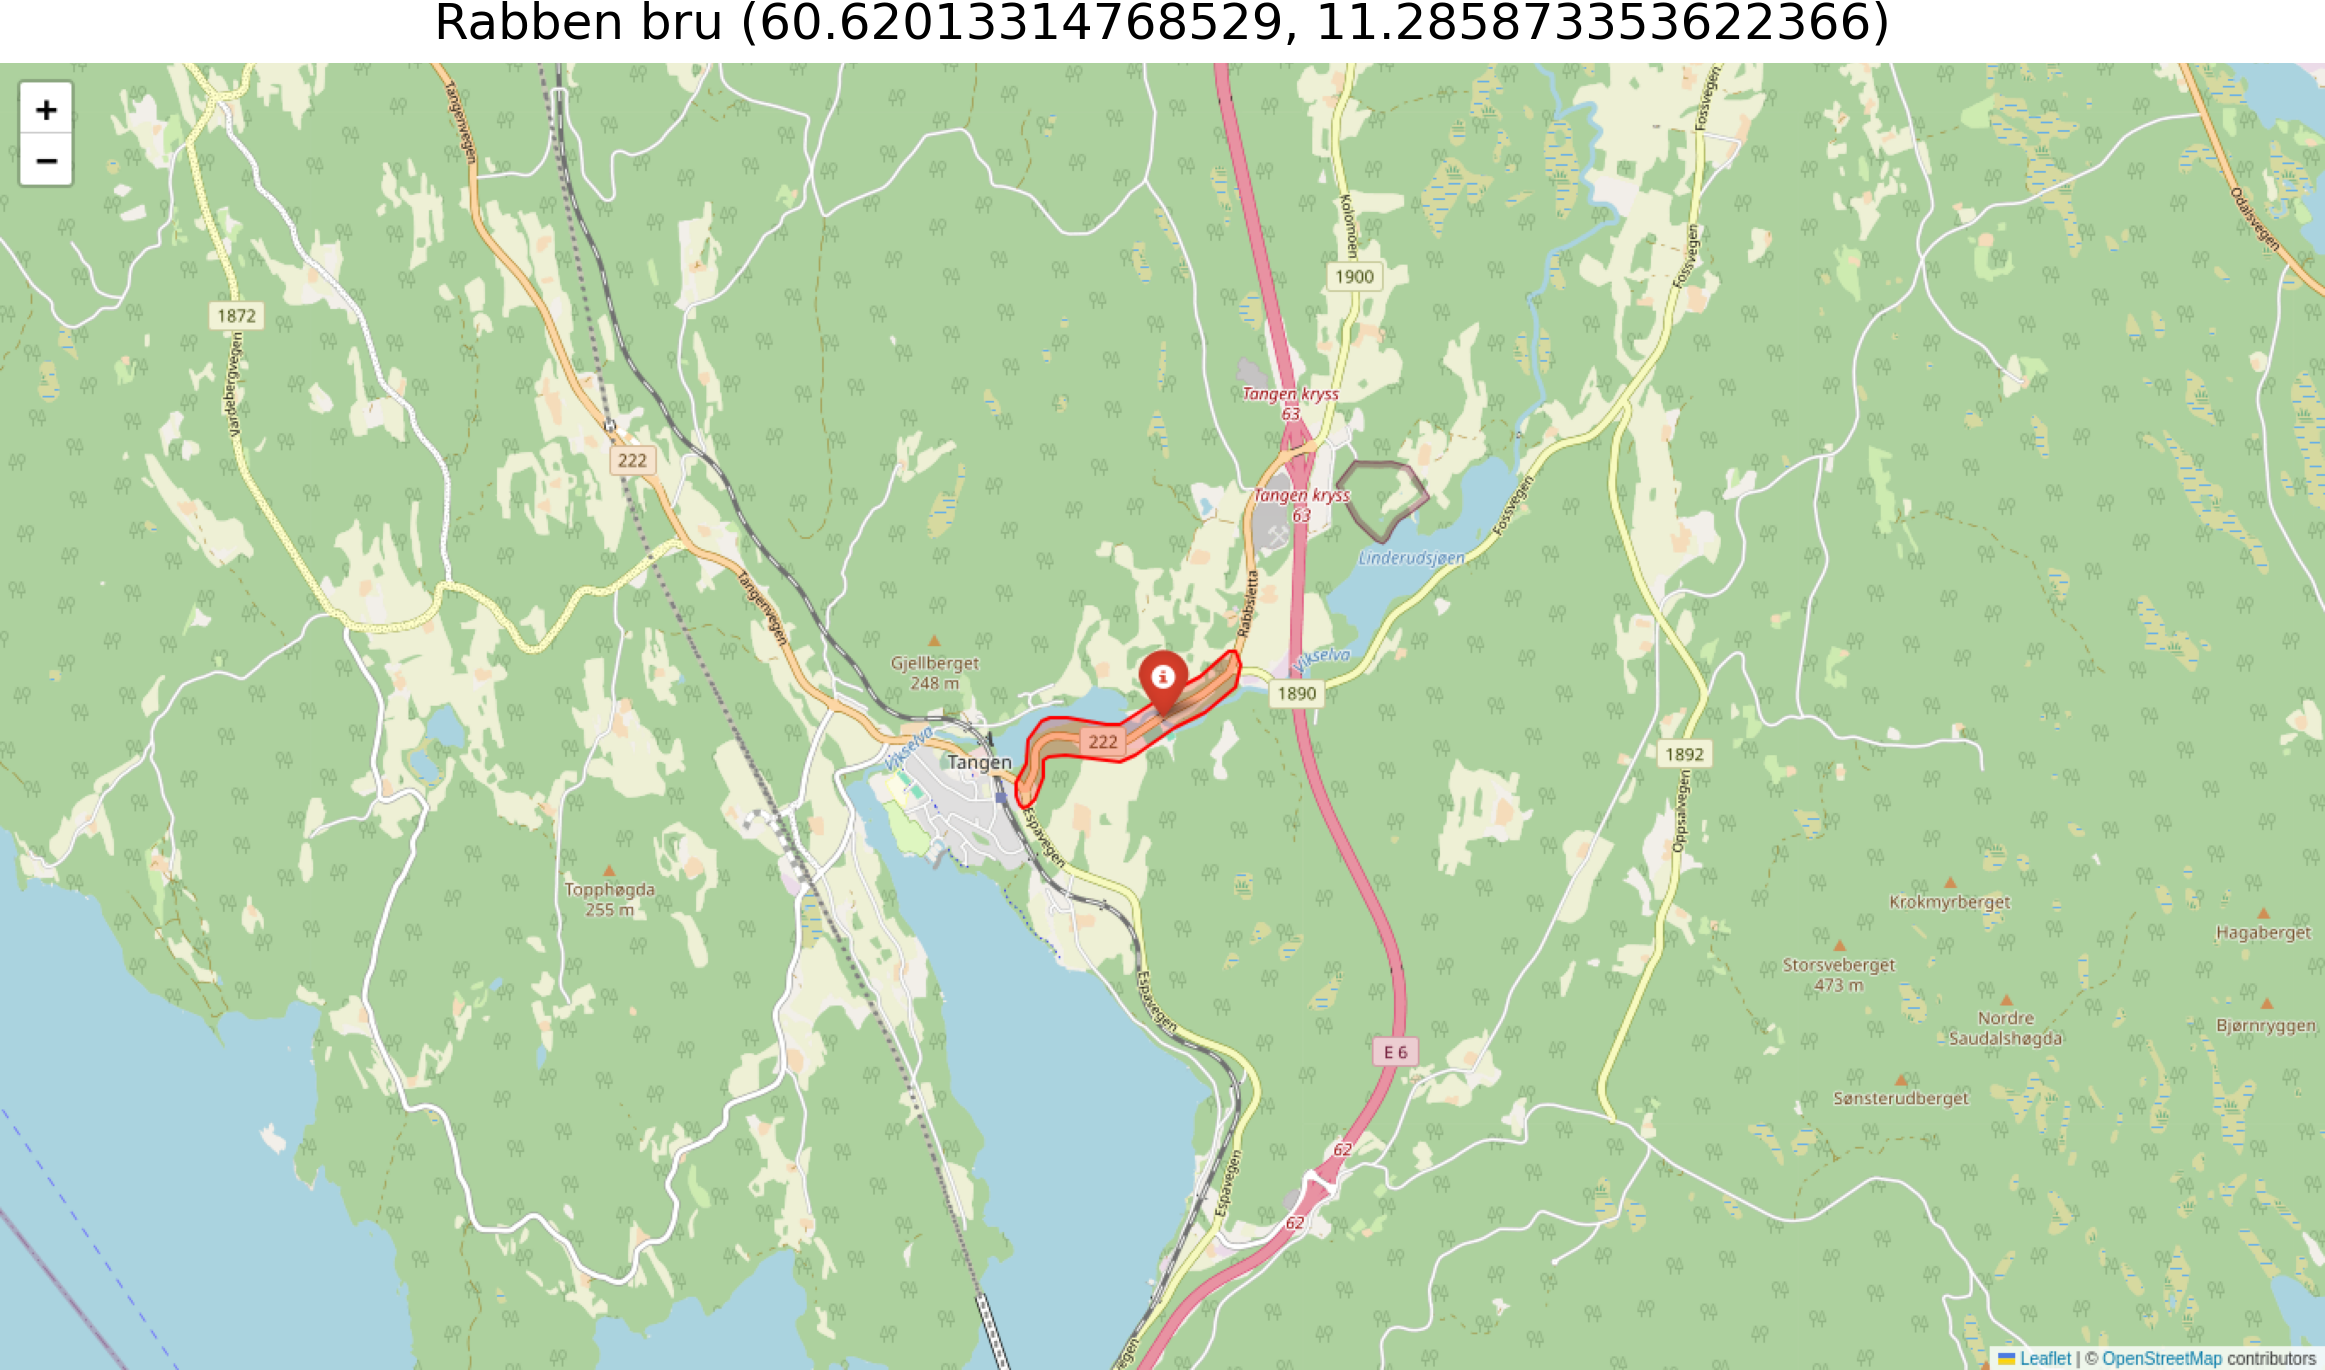 Rabben bru (60.62013314768529, 11.285873353622366)
+
−
Tangenvegen
Fossvegen
Kolomoen
Odalsvegen
Fossvegen
1900
1872
Vardebergvegen
Tangen kryss
63
222
Tangen kryss
63
Fossvegen
Linderudsjøen
Tangenvegen
Rabbsletta
Gjellberget
248 m
Vikselva
1890
222
Vikselva
Tangen
1892
Oppsalvegen
Espavegen
Topphøgda
255 m
Krokmyrberget
Hagaberget
Storsveberget
473 m
Espavegen
Nordre
Saudalshøgda
Bjørnryggen
E 6
Sønsterudberget
62
Espavegen
62
Leaflet | © OpenStreetMap contributors